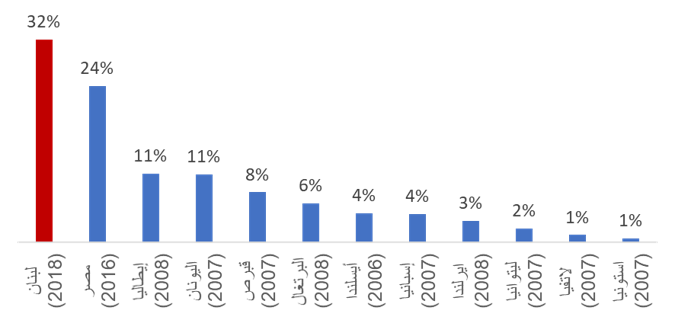 32%
24%
11%
11%
8%
6%
4%
4%
3%
2%
1%
1%
لبنان
(2018)
مصر
(2016)
إيطاليا
(2008)
اليونان
(2007)
قبرص
(2007)
البرتغال
(2008)
أيسلندا
(2006)
إسبانيا
(2007)
ايرلندا
(2008)
ليتوانيا
(2007)
لاتفيا
(2007)
استونيا
(2007)